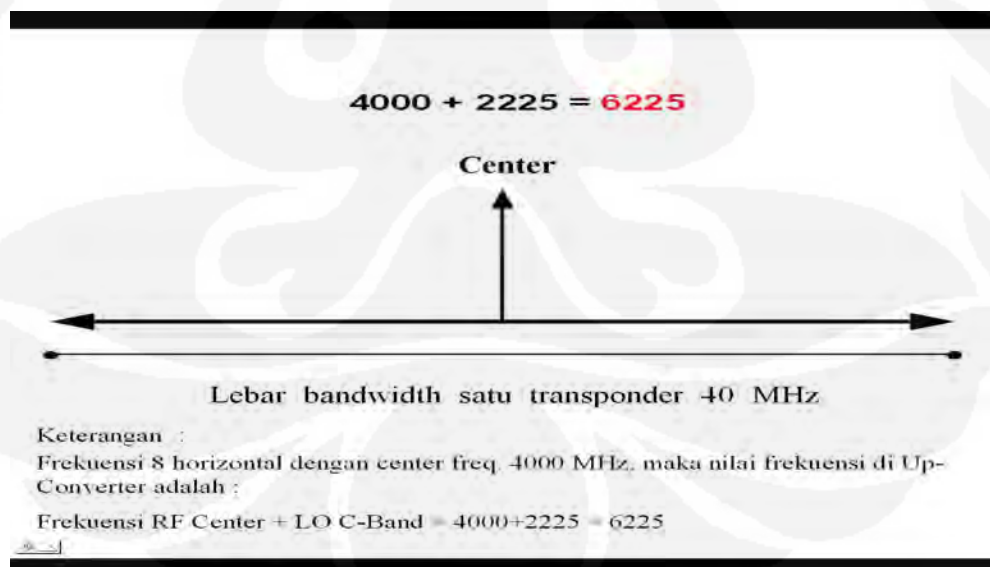 4000 + 2225 = 6225
Center
Lebar bandwidth satu transponder 40 MHz
Keterangan :
Frekuensi 8 horizontal dengan center freq. 4000 MHz, maka nilai frekuensi di Up-
Converter adalah :
Frekuensi RF Center + LO C-Band = 4000+2225 = 6225